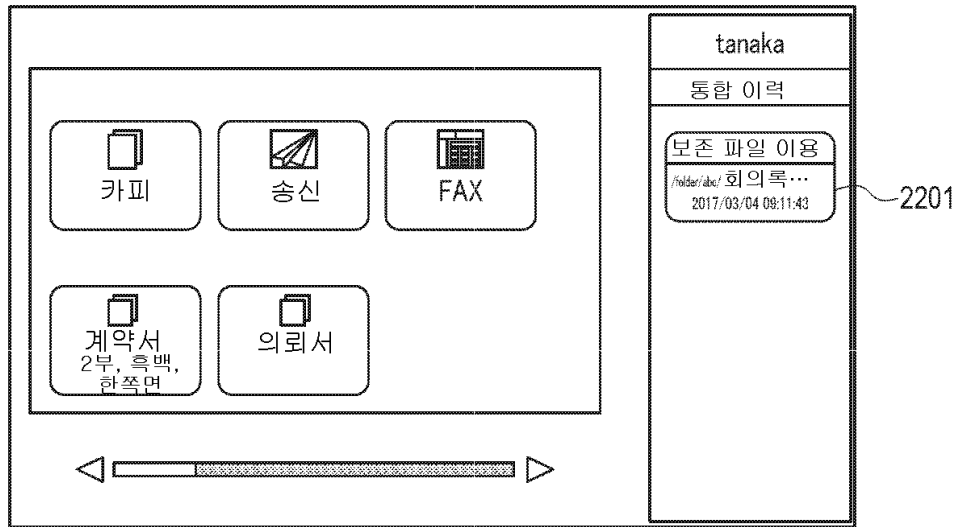 tanaka
통합 이력
보존 파일 이용
/folder/abc/ 회의록…
2017/03/04 09:11:43
2201
카피
송신
FAX
계약서
2부, 흑백,
한쪽면
의뢰서